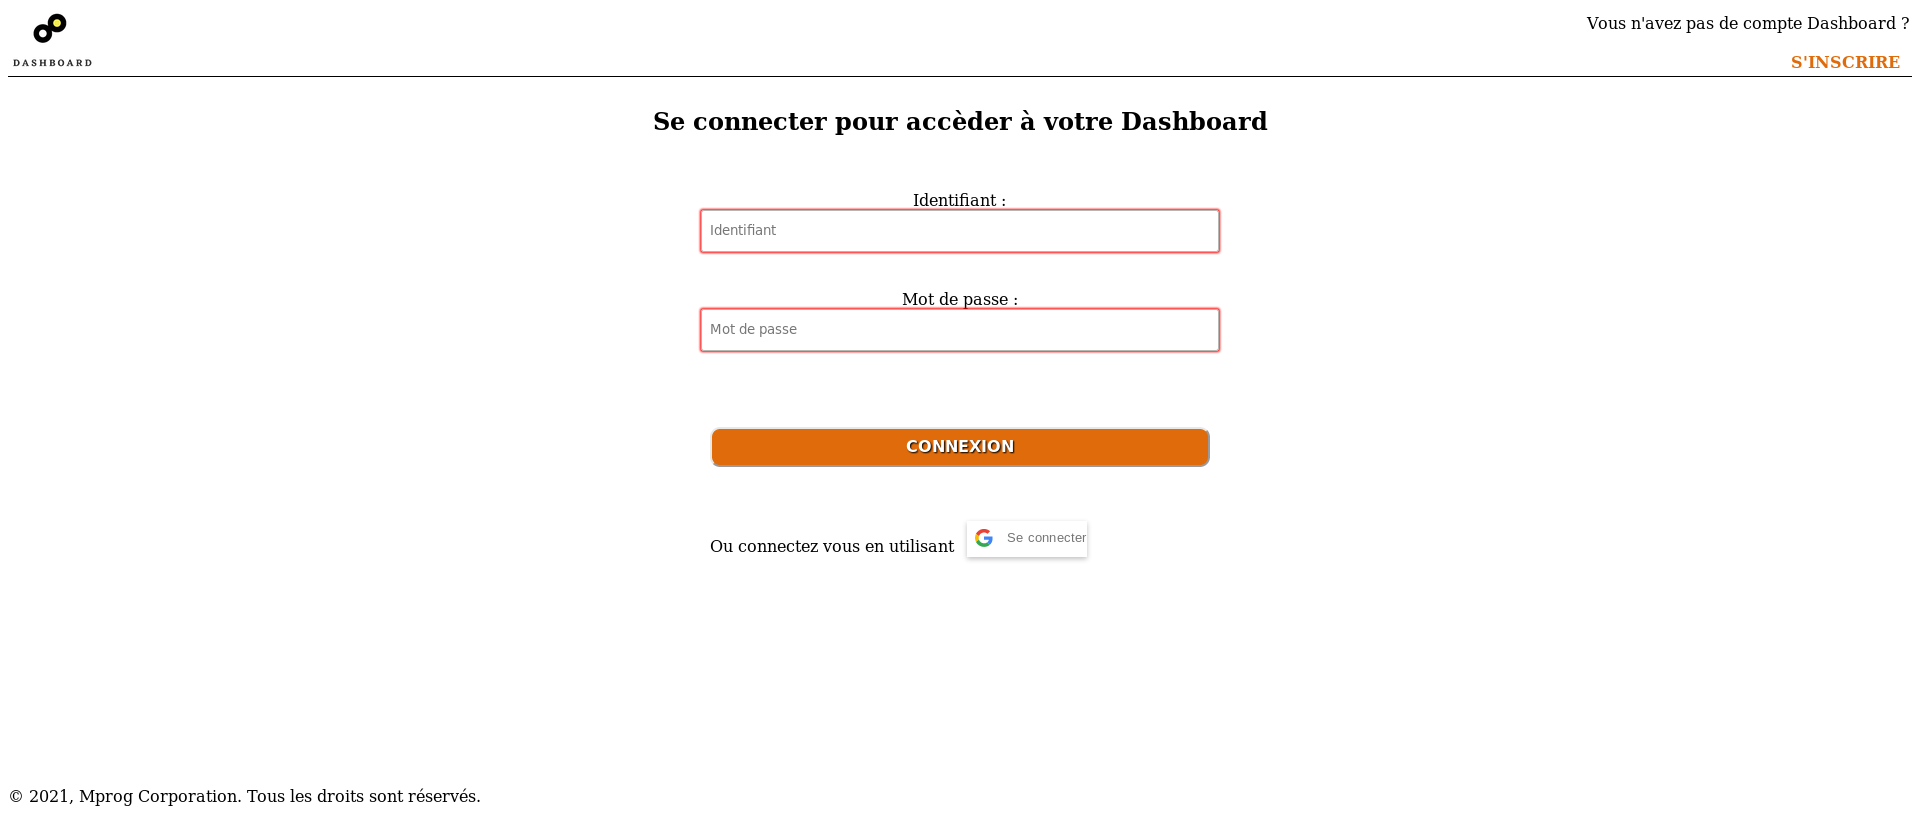 DASHBOARD
Vous n'avez pas de compte Dashboard ?
S'INSCRIRE
Se connecter pour accèder à votre Dashboard
Identifiant :
Identifiant
Mot de passe :
Mot de passe
CONNEXION
Ou connectez vous en utilisant
Se connecter
© 2021, Mprog Corporation. Tous les droits sont réservés.